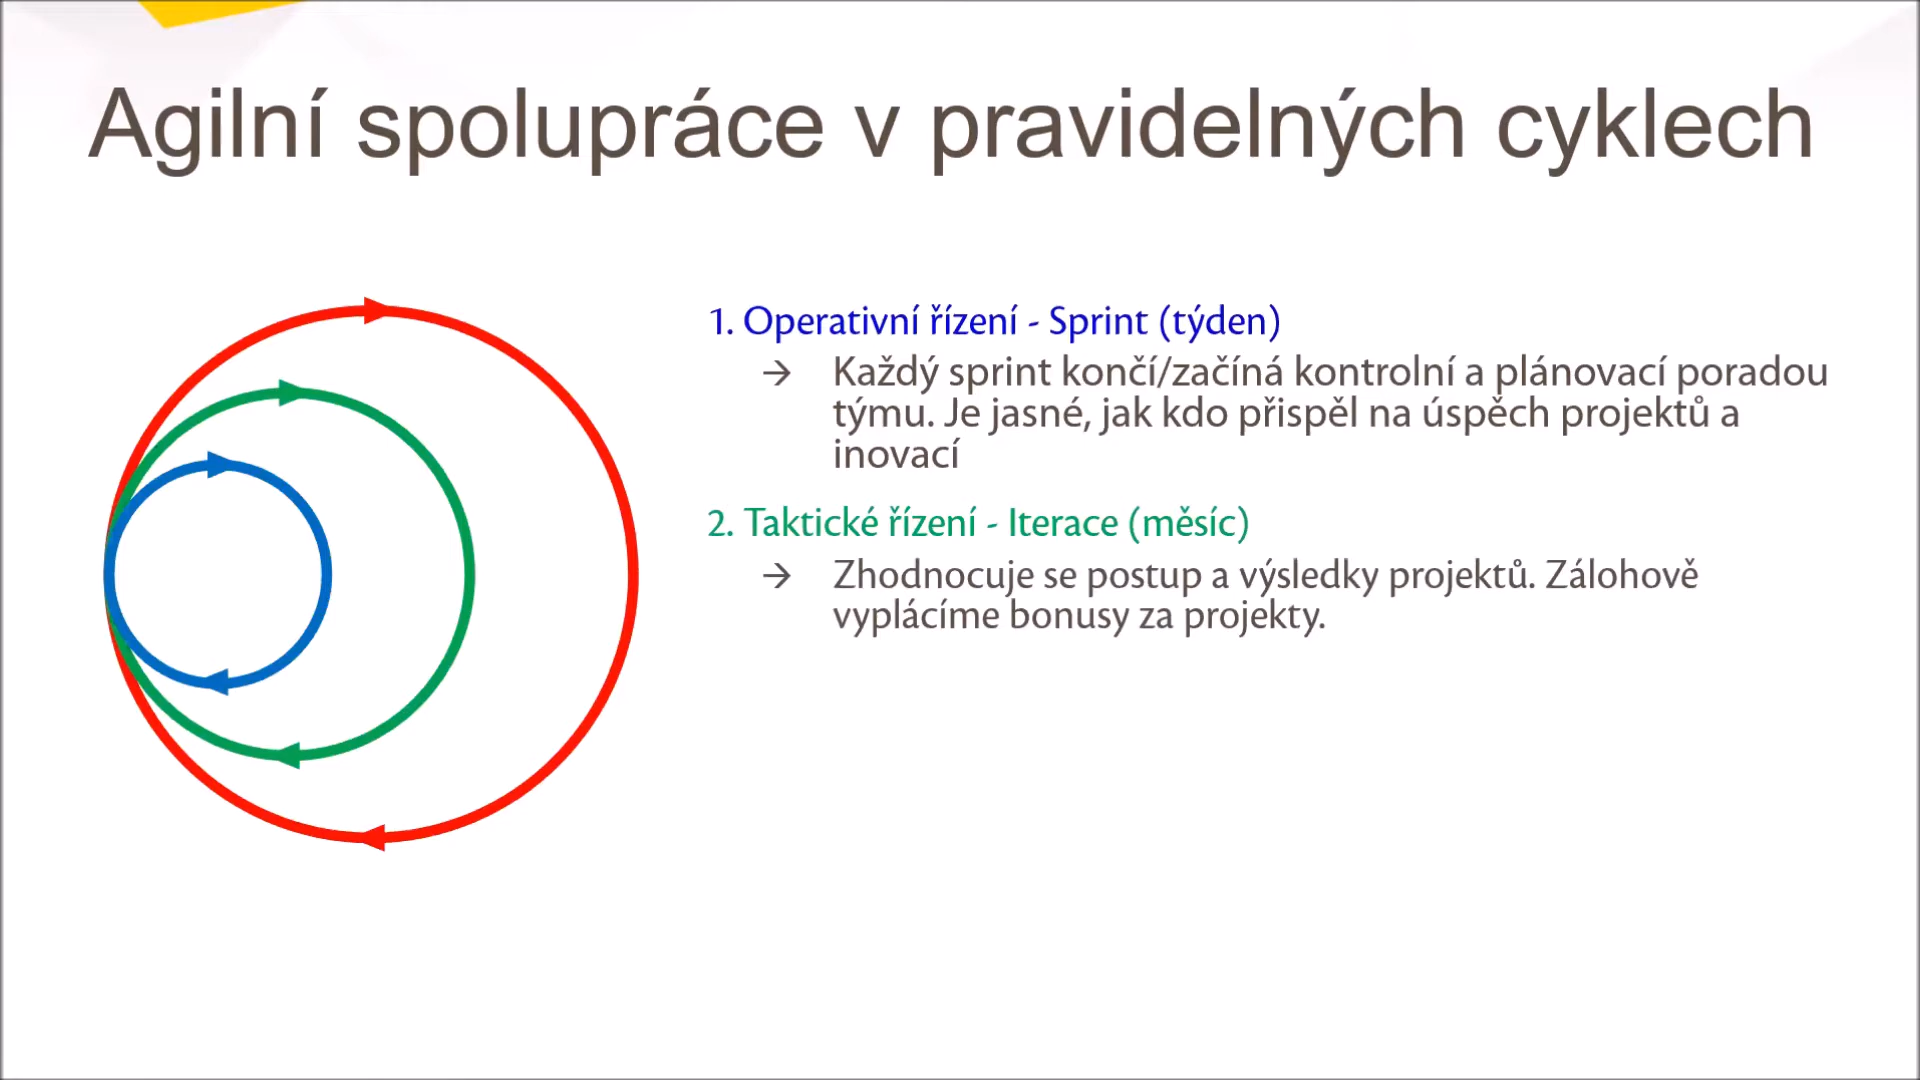 Agilní spolupráce v pravidelných cyklech
1. Operativní řízení - Sprint (týden)
→ Každý sprint končí/začíná kontrolní a plánovací poradou
týmu. Je jasné, jak kdo přispěl na úspěch projektů a
inovací
2. Taktické řízení - Iterace (měsíc)
→ Zhodnocuje se postup a výsledky projektů. Zálohově
vyplácíme bonusy za projekty.